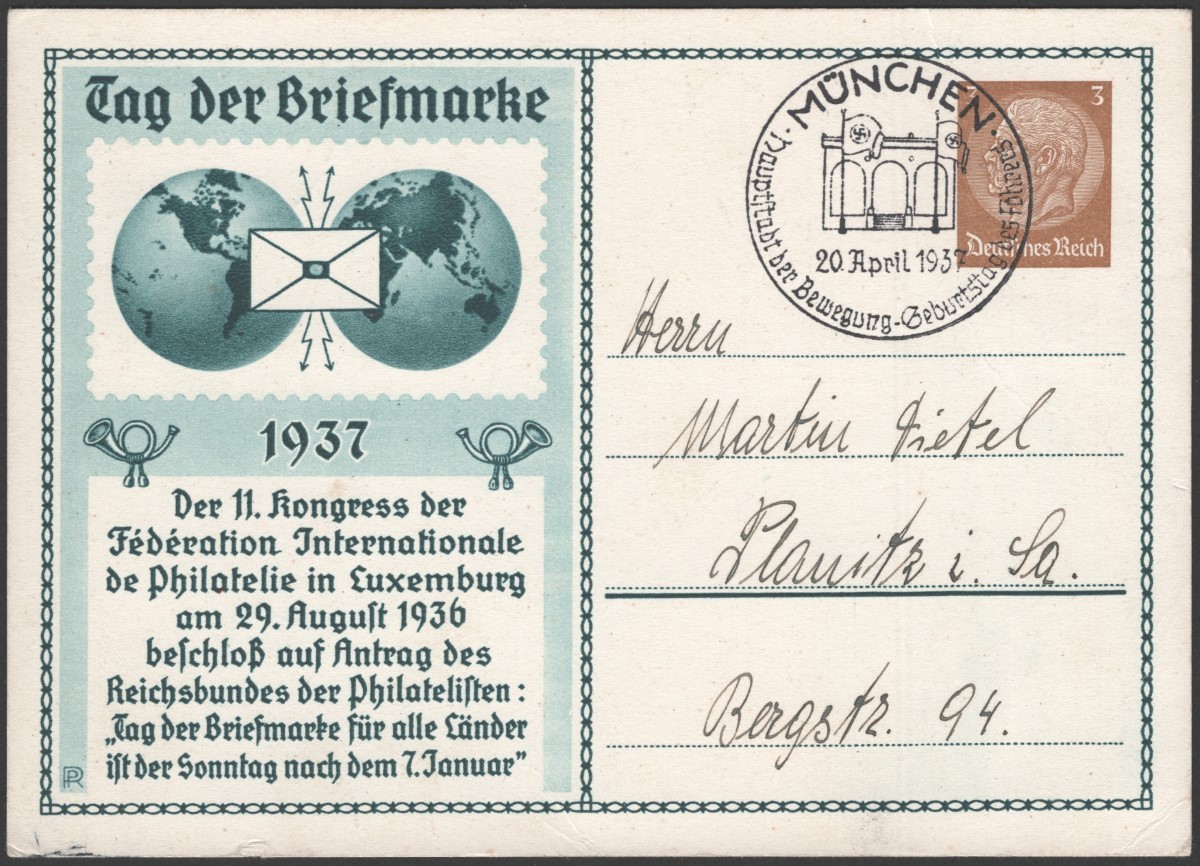 Tag der Briefmarke
1937
Der 11. Kongress der
Fédération Internationale
de Philatelie in Luxemburg
am 29. August 1936
beschloß auf Antrag des
Reichsbundes der Philatelisten:
„Tag der Briefmarke für alle Länder
ist der Sonntag nach dem 7. Januar"
PR
MÜNCHEN
20. April 1937
Hauptstadt der Bewegung - Geburtstag des Führers
3 3
Deutsches Reich
Herrn
Martin Dietel
Planitz i. Sa.
Bergstr. 94.